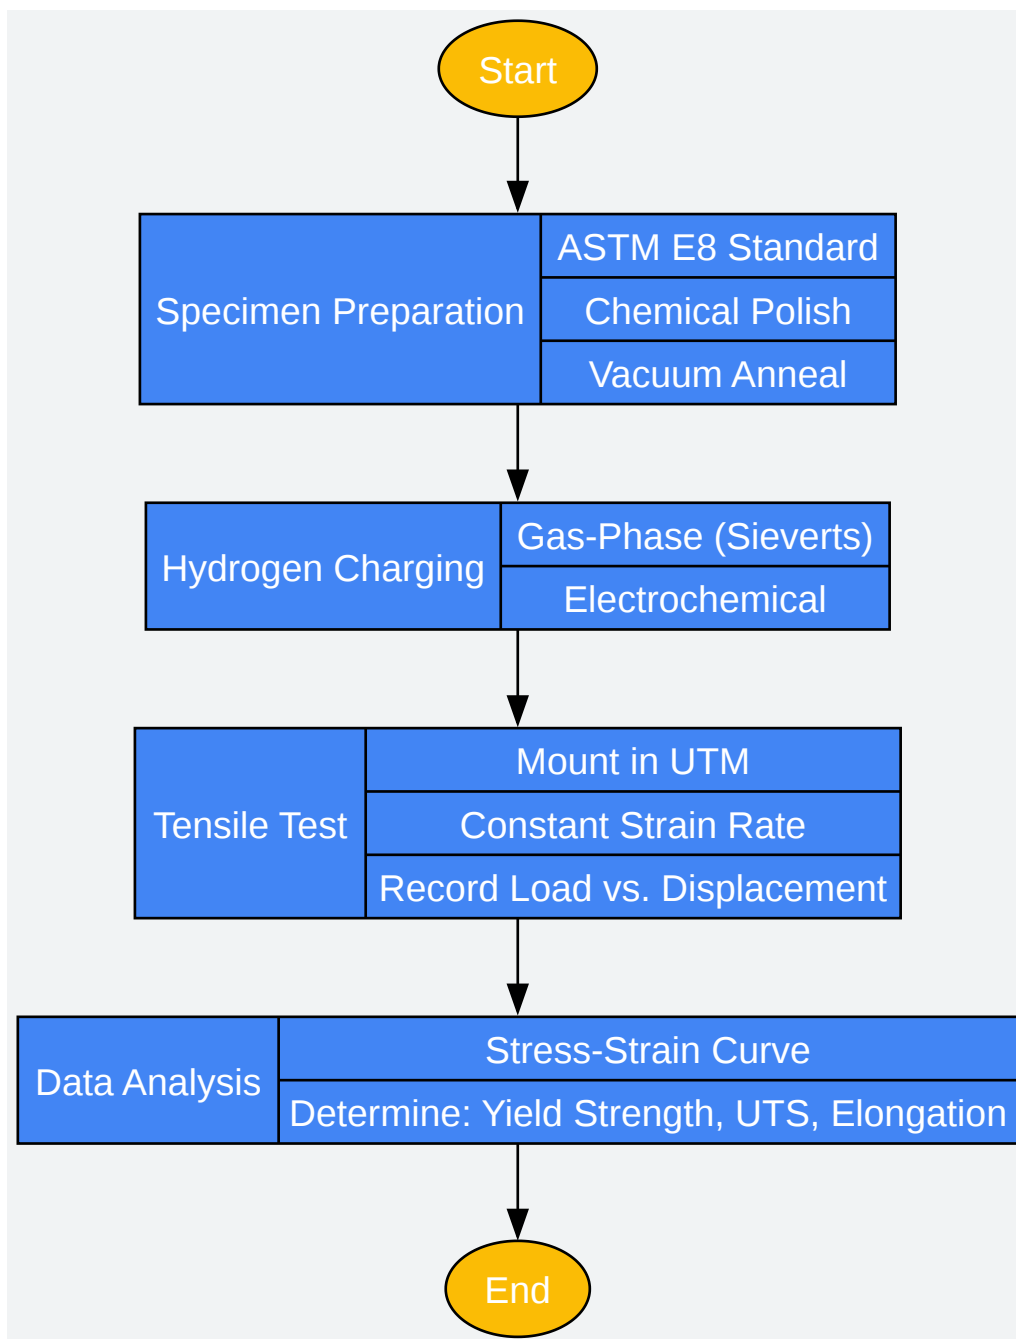 Start
Specimen Preparation
ASTM E8 Standard
Chemical Polish
Vacuum Anneal
Hydrogen Charging
Gas-Phase (Sieverts)
Electrochemical
Tensile Test
Mount in UTM
Constant Strain Rate
Record Load vs. Displacement
Data Analysis
Stress-Strain Curve
Determine: Yield Strength, UTS, Elongation
End